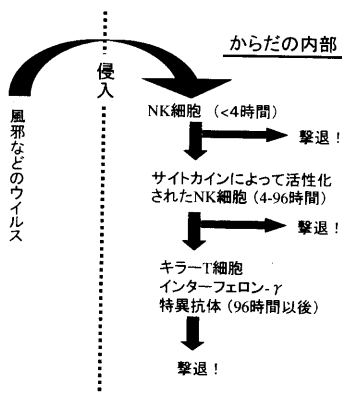 からだの内部
侵入
風邪などのウイルス
NK細胞 （<4時間）
撃退！
サイトカインによって活性化
されたNK細胞（4-96時間）
撃退！
キラーT細胞
インターフェロン-γ
特異抗体（96時間以後）
撃退！